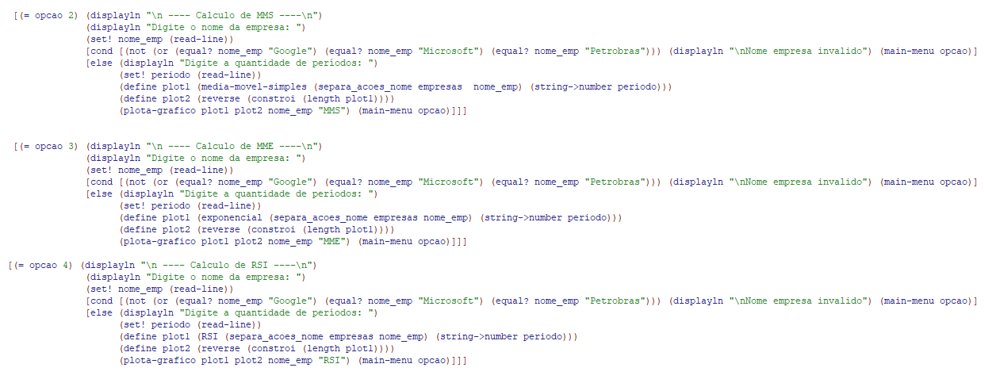 [(= opcao 2) (displayln "\n ---- Calculo de MMS ----\n")
(displayln "Digite o nome da empresa: ")
(set! nome_emp (read-line))
[cond [(not (or (equal? nome_emp "Google") (equal? nome_emp "Microsoft") (equal? nome_emp "Petrobras"))) (displayln "\nNome empresa invalido") (main-menu opcao)]
[else (displayln "Digite a quantidade de períodos: ")
(set! periodo (read-line))
(define plot1 (media-movel-simples (separa_acoes_nome empresas  nome_emp) (string->number periodo)))
(define plot2 (reverse (constroi (length plot1))))
(plota-grafico plot1 plot2 nome_emp "MMS") (main-menu opcao)]]]
[(= opcao 3) (displayln "\n ---- Calculo de MME ----\n")
(displayln "Digite o nome da empresa: ")
(set! nome_emp (read-line))
[cond [(not (or (equal? nome_emp "Google") (equal? nome_emp "Microsoft") (equal? nome_emp "Petrobras"))) (displayln "\nNome empresa invalido") (main-menu opcao)]
[else (displayln "Digite a quantidade de períodos: ")
(set! periodo (read-line))
(define plot1 (exponencial (separa_acoes_nome empresas nome_emp) (string->number periodo)))
(define plot2 (reverse (constroi (length plot1))))
(plota-grafico plot1 plot2 nome_emp "MME") (main-menu opcao)]]]
[(= opcao 4) (displayln "\n ---- Calculo de RSI ----\n")
(displayln "Digite o nome da empresa: ")
(set! nome_emp (read-line))
[cond [(not (or (equal? nome_emp "Google") (equal? nome_emp "Microsoft") (equal? nome_emp "Petrobras"))) (displayln "\nNome empresa invalido") (main-menu opcao)]
[else (displayln "Digite a quantidade de períodos: ")
(set! periodo (read-line))
(define plot1 (RSI (separa_acoes_nome empresas nome_emp) (string->number periodo)))
(define plot2 (reverse (constroi (length plot1))))
(plota-grafico plot1 plot2 nome_emp "RSI") (main-menu opcao)]]]